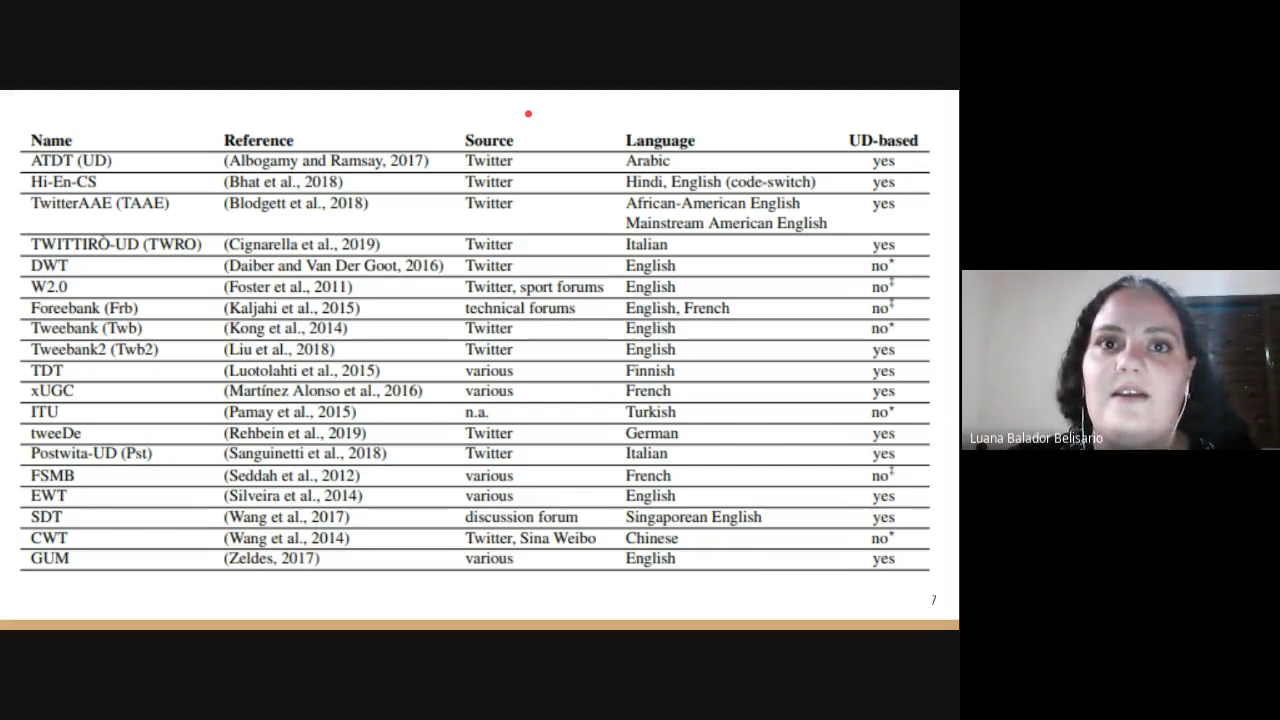 Name Reference Source Language UD-based
ATDT (UD) (Albogamy and Ramsay, 2017) Twitter Arabic yes
Hi-En-CS (Bhat et al., 2018) Twitter Hindi, English (code-switch) yes
TwitterAAE (TAAE) (Blodgett et al., 2018) Twitter African-American English yes
Mainstream American English
TWITTIRÒ-UD (TWRO) (Cignarella et al., 2019) Twitter Italian yes
DWT (Daiber and Van Der Goot, 2016) Twitter English no*
W2.0 (Foster et al., 2011) Twitter, sport forums English no‡
Foreebank (Frb) (Kaljahi et al., 2015) technical forums English, French no‡
Tweebank (Twb) (Kong et al., 2014) Twitter English no*
Tweebank2 (Twb2) (Liu et al., 2018) Twitter English yes
TDT (Luotolahti et al., 2015) various Finnish yes
xUGC (Martínez Alonso et al., 2016) various French yes
ITU (Pamay et al., 2015) n.a. Turkish no*
tweeDe (Rehbein et al., 2019) Twitter German yes
Postwita-UD (Pst) (Sanguinetti et al., 2018) Twitter Italian yes
FSMB (Seddah et al., 2012) various French no‡
EWT (Silveira et al., 2014) various English yes
SDT (Wang et al., 2017) discussion forum Singaporean English yes
CWT (Wang et al., 2014) Twitter, Sina Weibo Chinese no*
GUM (Zeldes, 2017) various English yes
7
Luana Balador Belisario